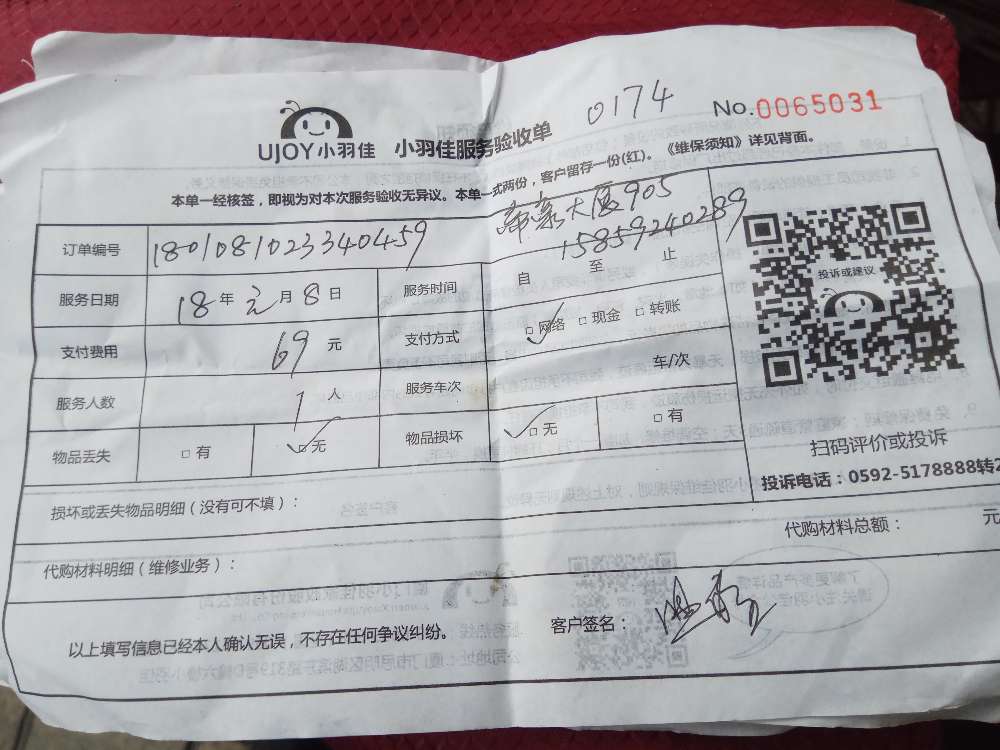 0174
No.0065031
UJOY小羽佳 小羽佳服务验收单
本单一经核签，即视为对本次服务验收无异议。本单一式两份，客户留存一份(红)。《维保须知》详见背面。
大厦905
15859240289
订单编号 1801081023340459
服务日期 18年元月8日 服务时间 自 至 止
支付费用 69元 支付方式 □网络 □现金 □转账
服务人数 1人 服务车次 车/次
物品丢失 □有 □无 物品损坏 □无 □有
投诉或建议
扫码评价或投诉
投诉电话：0592-5178888转2
损坏或丢失物品明细（没有可不填）：
代购材料总额： 元
代购材料明细（维修业务）：
以上填写信息已经本人确认无误，不存在任何争议纠纷。 客户签名：